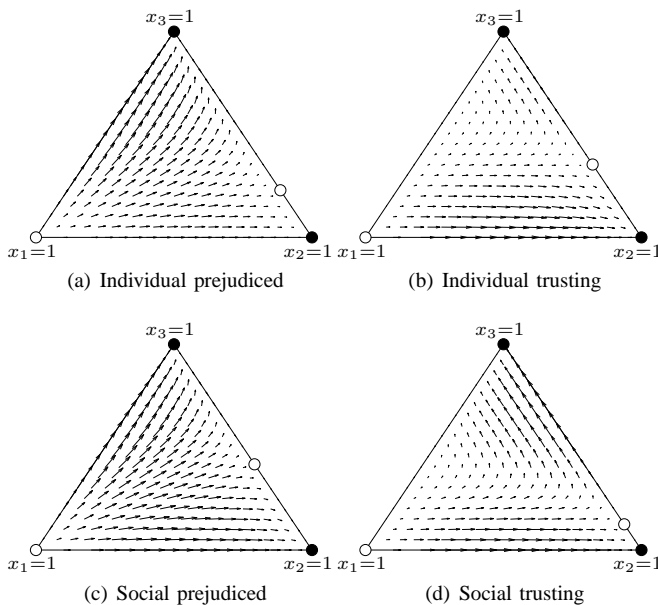 x₃=1
x₃=1
x₁=1
x₂=1
x₁=1
x₂=1
(a) Individual prejudiced
(b) Individual trusting
x₃=1
x₃=1
x₁=1
x₂=1
x₁=1
x₂=1
(c) Social prejudiced
(d) Social trusting